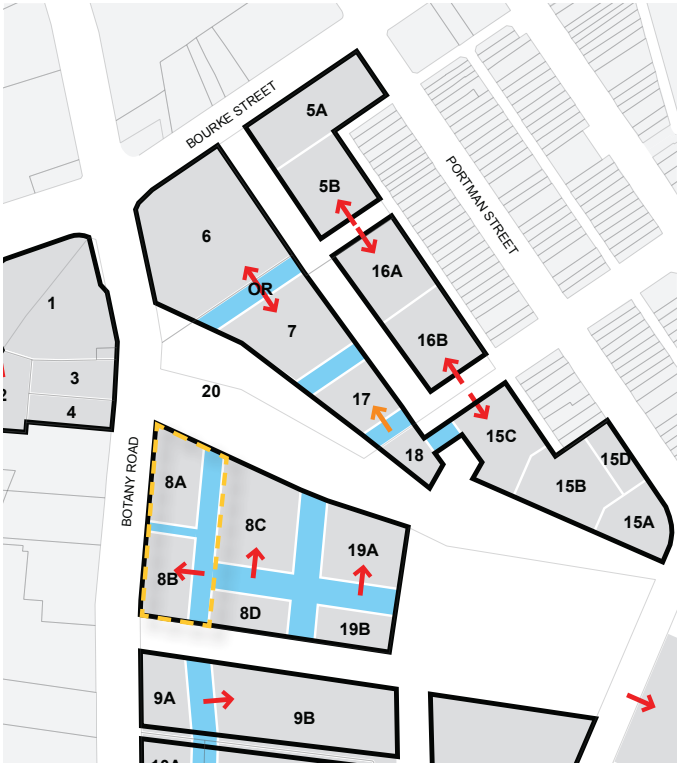 5A
BOURKE STREET
5B
PORTMAN STREET
6
16A
OR
1
7
16B
3
20
17
4
15C
18
15D
15B
8A
BOTANY ROAD
15A
8C
19A
8B
8D
19B
9A
9B